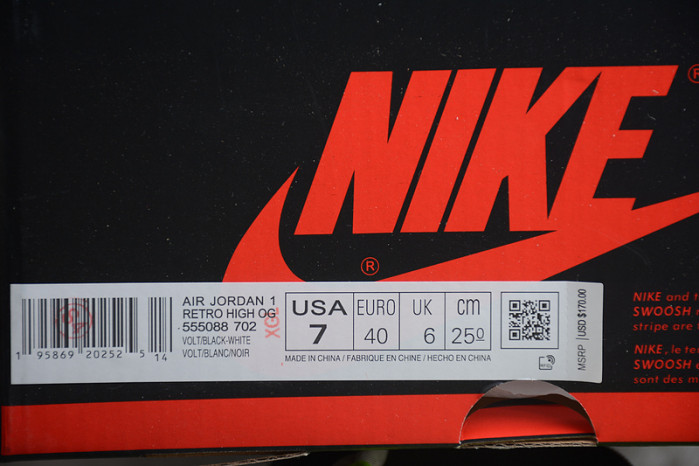 NIKE
®
®
AIR JORDAN 1
RETRO HIGH OG
555088 702
VOLT/BLACK-WHITE
VOLT/BLANC/NOIR
XG
1 95869 20252 5 14
USA
7
EURO
40
UK
6
cm
25º
MADE IN CHINA / FABRIQUE EN CHINE / HECHO EN CHINA
MSRP USD $170.00
NIKE and t
SWOOSH
stripe are
NIKE, le te
SWOOSH
sont des m